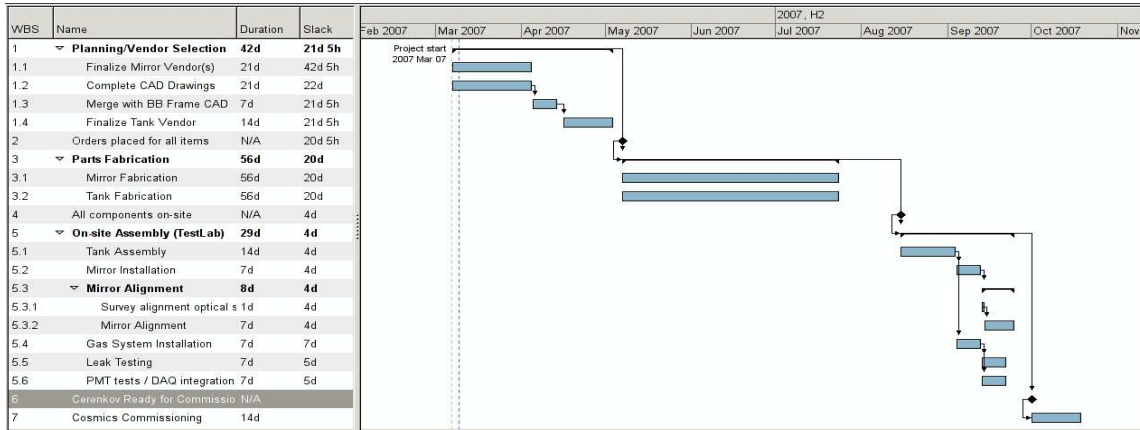 2007, H2
WBS Name Duration Slack Feb 2007 Mar 2007 Apr 2007 May 2007 Jun 2007 Jul 2007 Aug 2007 Sep 2007 Oct 2007 Nov
1 Planning/Vendor Selection 42d 21d 5h Project start
2007 Mar 07
1.1 Finalize Mirror Vendor(s) 21d 42d 5h
1.2 Complete CAD Drawings 21d 22d
1.3 Merge with BB Frame CAD 7d 21d 5h
1.4 Finalize Tank Vendor 14d 21d 5h
2 Orders placed for all items N/A 20d 5h
3 Parts Fabrication 56d 20d
3.1 Mirror Fabrication 56d 20d
3.2 Tank Fabrication 56d 20d
4 All components on-site N/A 4d
5 On-site Assembly (TestLab) 29d 4d
5.1 Tank Assembly 14d 4d
5.2 Mirror Installation 7d 4d
5.3 Mirror Alignment 8d 4d
5.3.1 Survey alignment optical s 1d 4d
5.3.2 Mirror Alignment 7d 4d
5.4 Gas System Installation 7d 7d
5.5 Leak Testing 7d 5d
5.6 PMT tests / DAQ integration 7d 5d
6 Cerenkov Ready for Commissio N/A
7 Cosmics Commissioning 14d